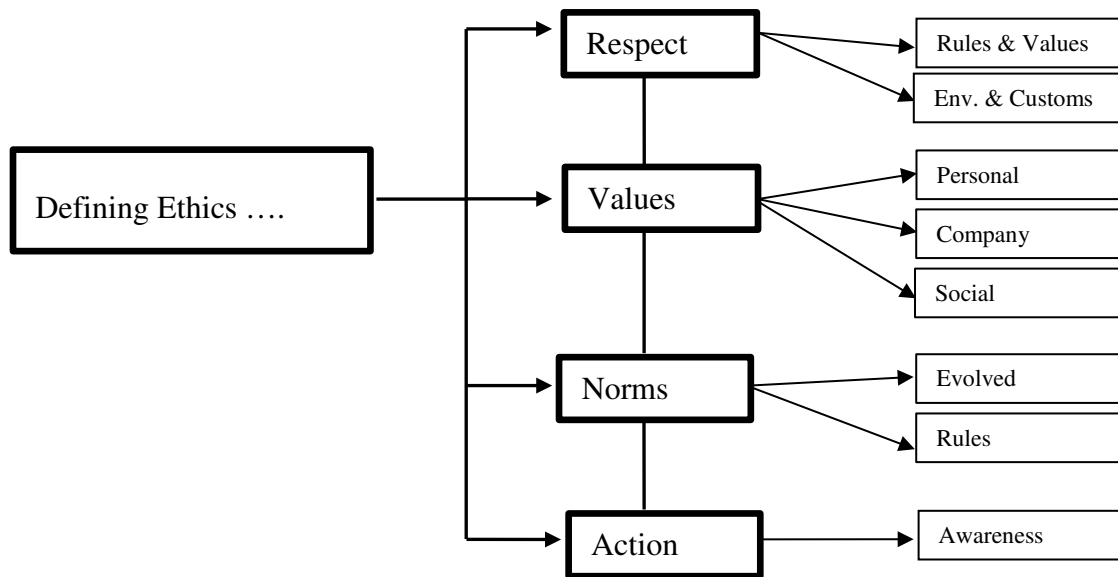 Respect
Rules & Values
Env. & Customs
Defining Ethics ….
Values
Personal
Company
Social
Norms
Evolved
Rules
Action
Awareness